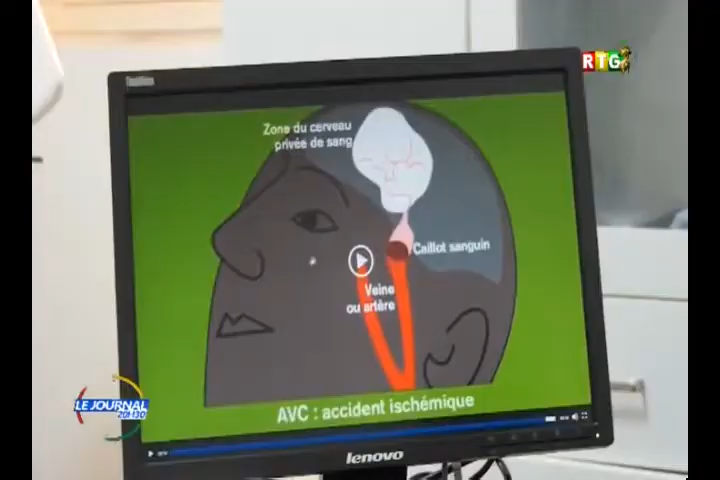 ThinkVision
RTG
Zone du cerveau
privée de sang
Caillot sanguin
Veine
ou artère
AVC : accident ischémique
LE JOURNAL
20H30
lenovo